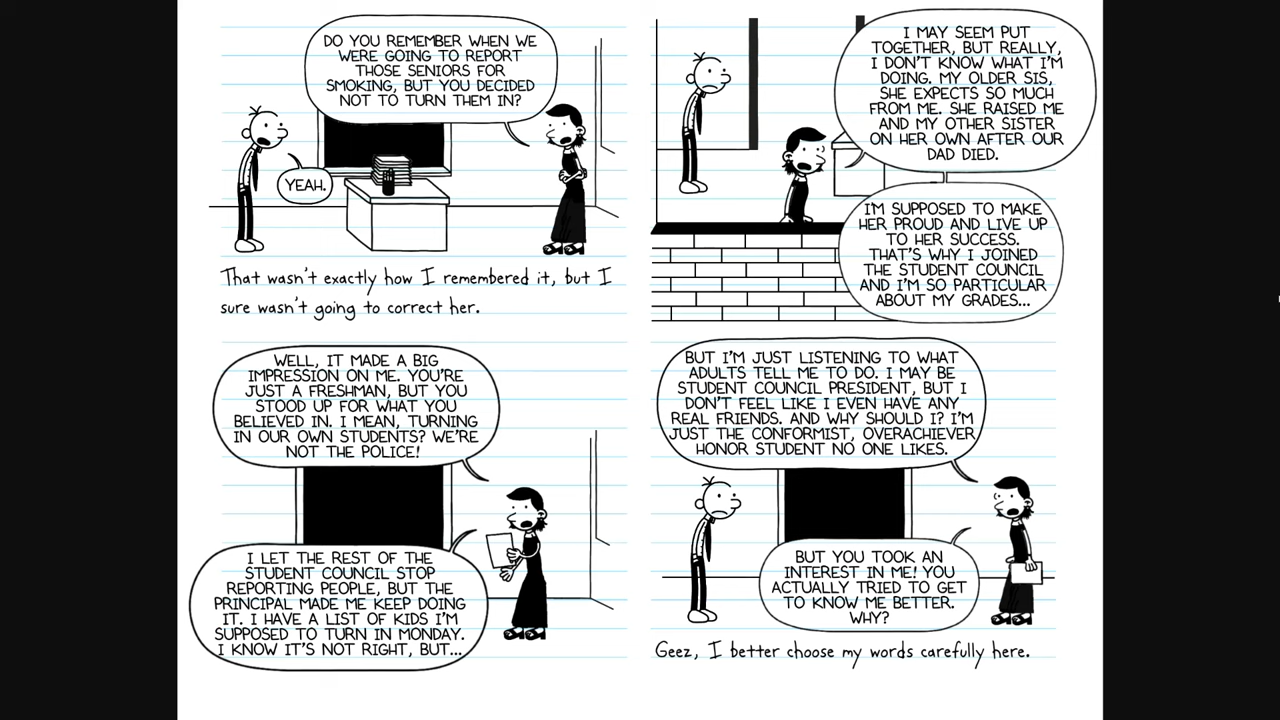 DO YOU REMEMBER WHEN WE
WERE GOING TO REPORT
THOSE SENIORS FOR
SMOKING, BUT YOU DECIDED
NOT TO TURN THEM IN?
YEAH.
That wasn't exactly how I remembered it, but I
sure wasn't going to correct her.
WELL, IT MADE A BIG
IMPRESSION ON ME. YOU'RE
JUST A FRESHMAN, BUT YOU
STOOD UP FOR WHAT YOU
BELIEVED IN. I MEAN, TURNING
IN OUR OWN STUDENTS? WE'RE
NOT THE POLICE!
I LET THE REST OF THE
STUDENT COUNCIL STOP
REPORTING PEOPLE, BUT THE
PRINCIPAL MADE ME KEEP DOING
IT. I HAVE A LIST OF KIDS I'M
SUPPOSED TO TURN IN MONDAY.
I KNOW IT'S NOT RIGHT, BUT...
I MAY SEEM PUT
TOGETHER, BUT REALLY,
I DON'T KNOW WHAT I'M
DOING. MY OLDER SIS,
SHE EXPECTS SO MUCH
FROM ME. SHE RAISED ME
AND MY OTHER SISTER
ON HER OWN AFTER OUR
DAD DIED.
I'M SUPPOSED TO MAKE
HER PROUD AND LIVE UP
TO HER SUCCESS.
THAT'S WHY I JOINED
THE STUDENT COUNCIL
AND I'M SO PARTICULAR
ABOUT MY GRADES...
BUT I'M JUST LISTENING TO WHAT
ADULTS TELL ME TO DO. I MAY BE
STUDENT COUNCIL PRESIDENT, BUT I
DON'T FEEL LIKE I EVEN HAVE ANY
REAL FRIENDS. AND WHY SHOULD I? I'M
JUST THE CONFORMIST, OVERACHIEVER
HONOR STUDENT NO ONE LIKES.
BUT YOU TOOK AN
INTEREST IN ME! YOU
ACTUALLY TRIED TO GET
TO KNOW ME BETTER.
WHY?
Geez, I better choose my words carefully here.